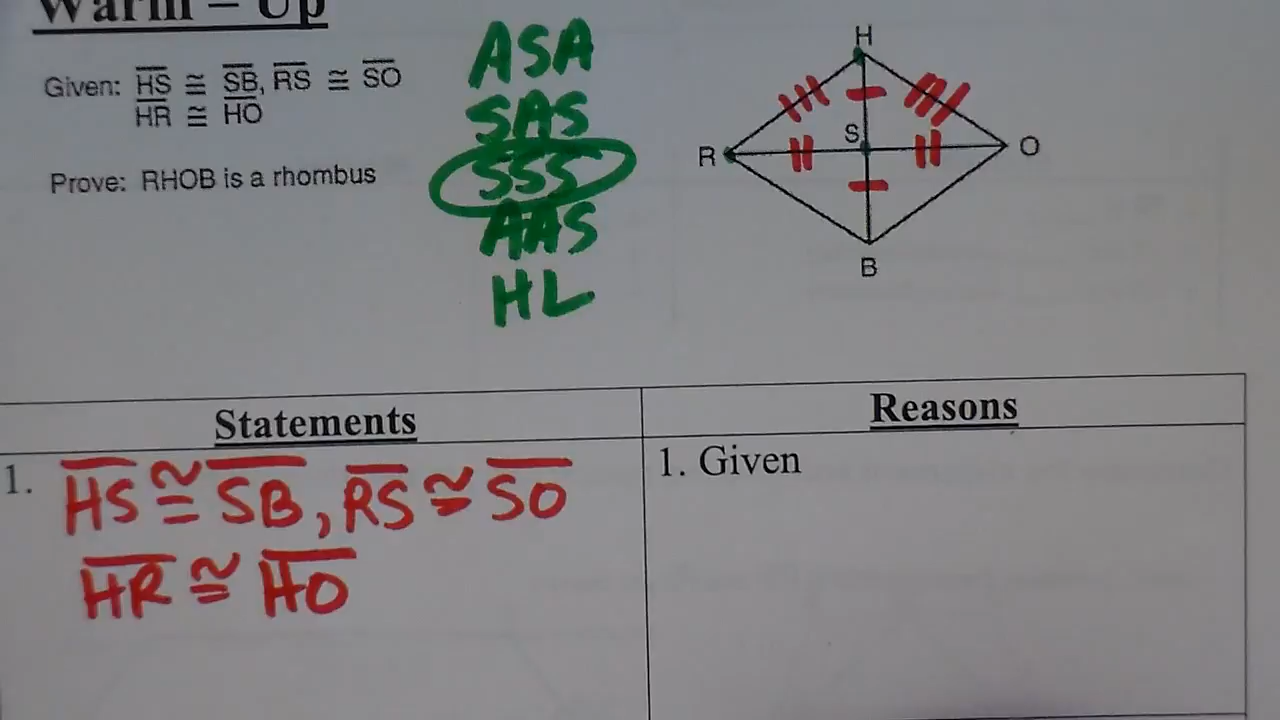 Warm – Up
Given: HS ≅ SB, RS ≅ SO
HR ≅ HO
Prove: RHOB is a rhombus
ASA
SAS
SSS
AAS
HL
H
R
S
O
B
Statements
Reasons
1. HS ≅ SB, RS ≅ SO
HR ≅ HO
1. Given